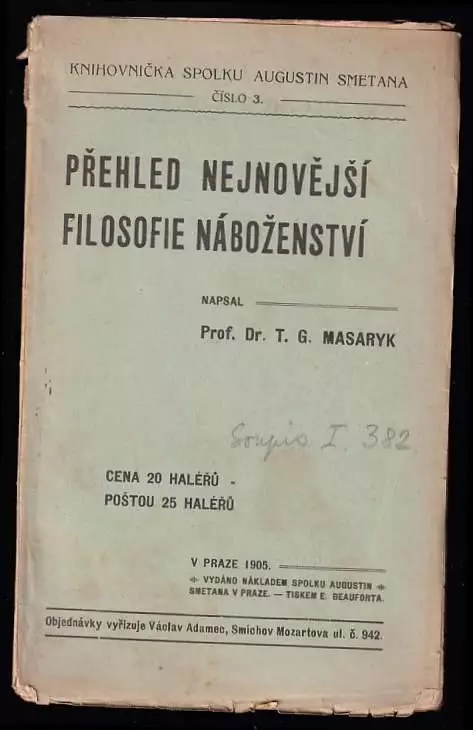 KNIHOVNIČKA SPOLKU AUGUSTIN SMETANA
ČÍSLO 3.
PŘEHLED NEJNOVĚJŠÍ
FILOSOFIE NÁBOŽENSTVÍ
NAPSAL
Prof. Dr. T. G. MASARYK
Soupis I. 382
CENA 20 HALÉŘŮ -
POŠTOU 25 HALÉŘŮ
V PRAZE 1905.
VYDÁNO NÁKLADEM SPOLKU AUGUSTIN
SMETANA V PRAZE. — TISKEM E. BEAUFORTA.
Objednávky vyřizuje Václav Adamec, Smíchov Mozartova ul. č. 942.